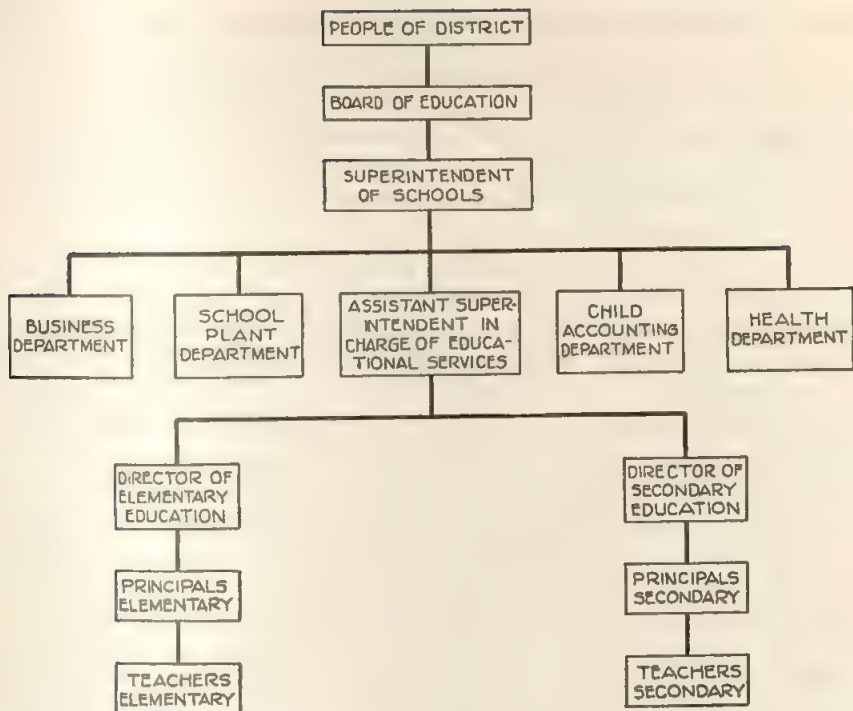 PEOPLE OF DISTRICT
BOARD OF EDUCATION
SUPERINTENDENT
OF SCHOOLS
BUSINESS
DEPARTMENT
SCHOOL
PLANT
DEPARTMENT
ASSISTANT SUPER-
INTENDENT IN
CHARGE OF EDUCA-
TIONAL SERVICES
CHILD
ACCOUNTING
DEPARTMENT
HEALTH
DEPARTMENT
DIRECTOR OF
ELEMENTARY
EDUCATION
DIRECTOR OF
SECONDARY
EDUCATION
PRINCIPALS
ELEMENTARY
PRINCIPALS
SECONDARY
TEACHERS
ELEMENTARY
TEACHERS
SECONDARY